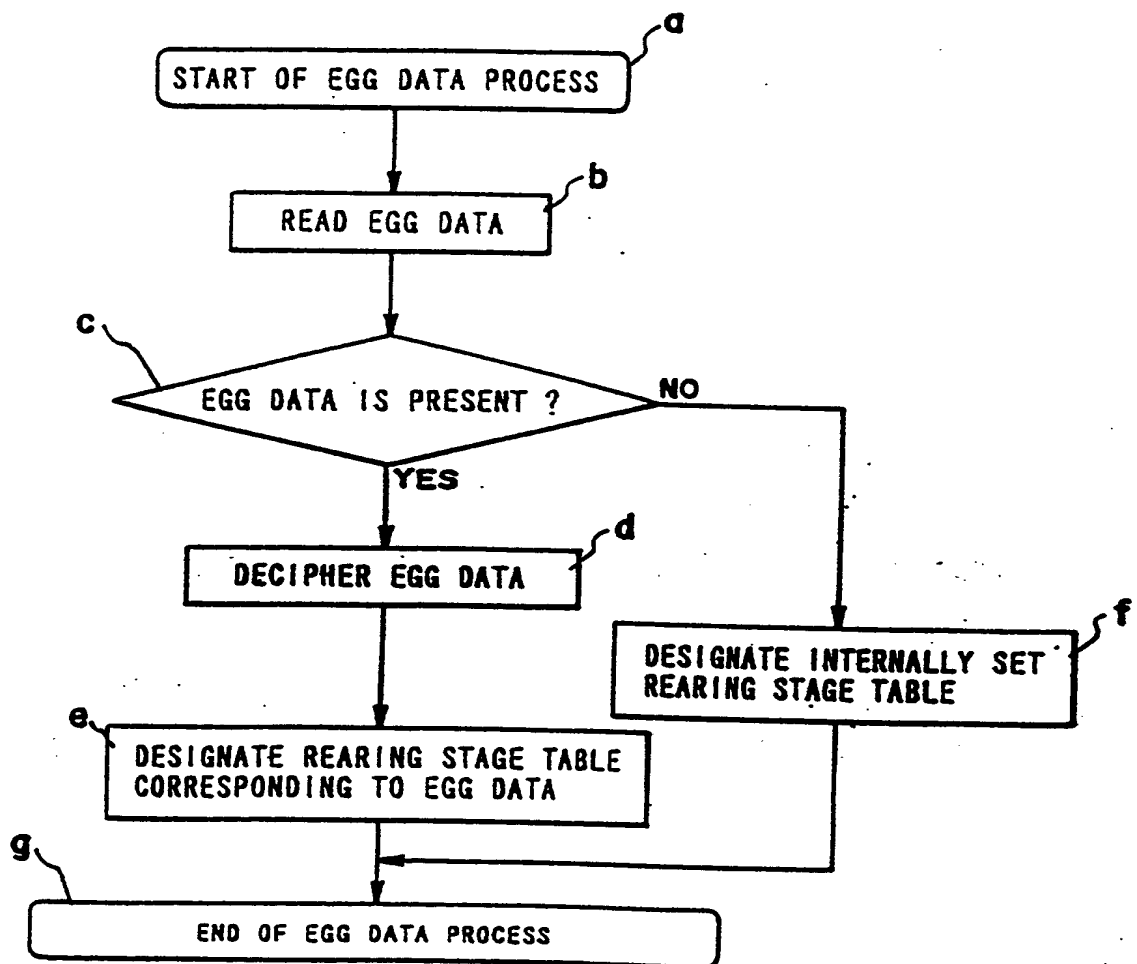 a
START OF EGG DATA PROCESS
b
READ EGG DATA
c
EGG DATA IS PRESENT ?
NO
YES
d
DECIPHER EGG DATA
f
DESIGNATE INTERNALLY SET
REARING STAGE TABLE
e
DESIGNATE REARING STAGE TABLE
CORRESPONDING TO EGG DATA
g
END OF EGG DATA PROCESS